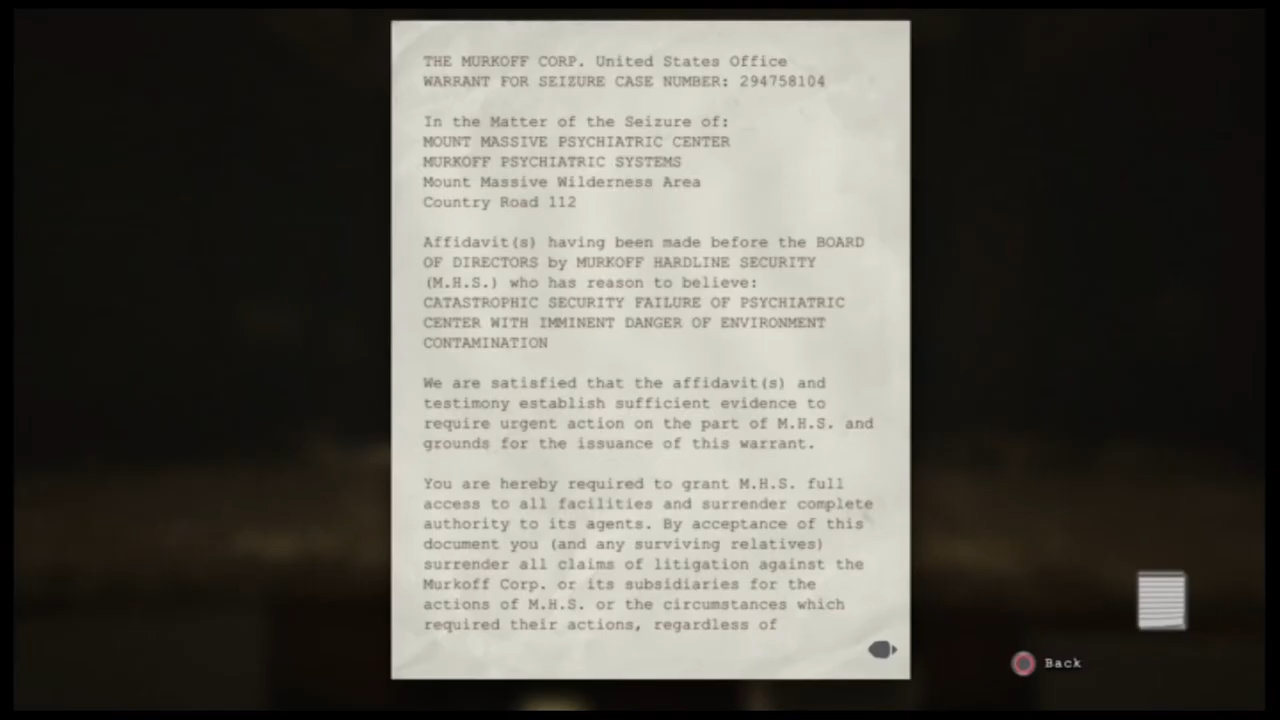 THE MURKOFF CORP. United States Office
WARRANT FOR SEIZURE CASE NUMBER: 294758104
In the Matter of the Seizure of:
MOUNT MASSIVE PSYCHIATRIC CENTER
MURKOFF PSYCHIATRIC SYSTEMS
Mount Massive Wilderness Area
Country Road 112
Affidavit(s) having been made before the BOARD
OF DIRECTORS by MURKOFF HARDLINE SECURITY
(M.H.S.) who has reason to believe:
CATASTROPHIC SECURITY FAILURE OF PSYCHIATRIC
CENTER WITH IMMINENT DANGER OF ENVIRONMENT
CONTAMINATION
We are satisfied that the affidavit(s) and
testimony establish sufficient evidence to
require urgent action on the part of M.H.S. and
grounds for the issuance of this warrant.
You are hereby required to grant M.H.S. full
access to all facilities and surrender complete
authority to its agents. By acceptance of this
document you (and any surviving relatives)
surrender all claims of litigation against the
Murkoff Corp. or its subsidiaries for the
actions of M.H.S. or the circumstances which
required their actions, regardless of
Back